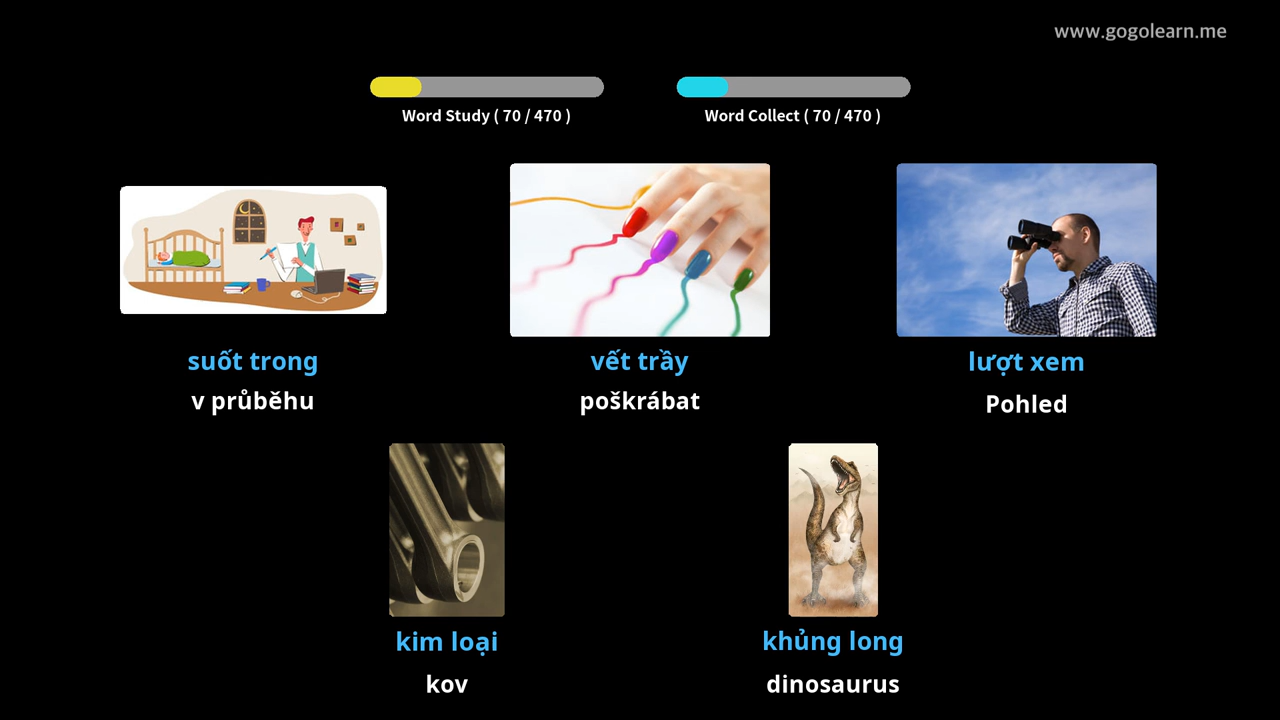 www.gogolearn.me
Word Study ( 70 / 470 )
Word Collect ( 70 / 470 )
suốt trong
v průběhu
vết trầy
poškrábat
lượt xem
Pohled
kim loại
kov
khủng long
dinosaurus